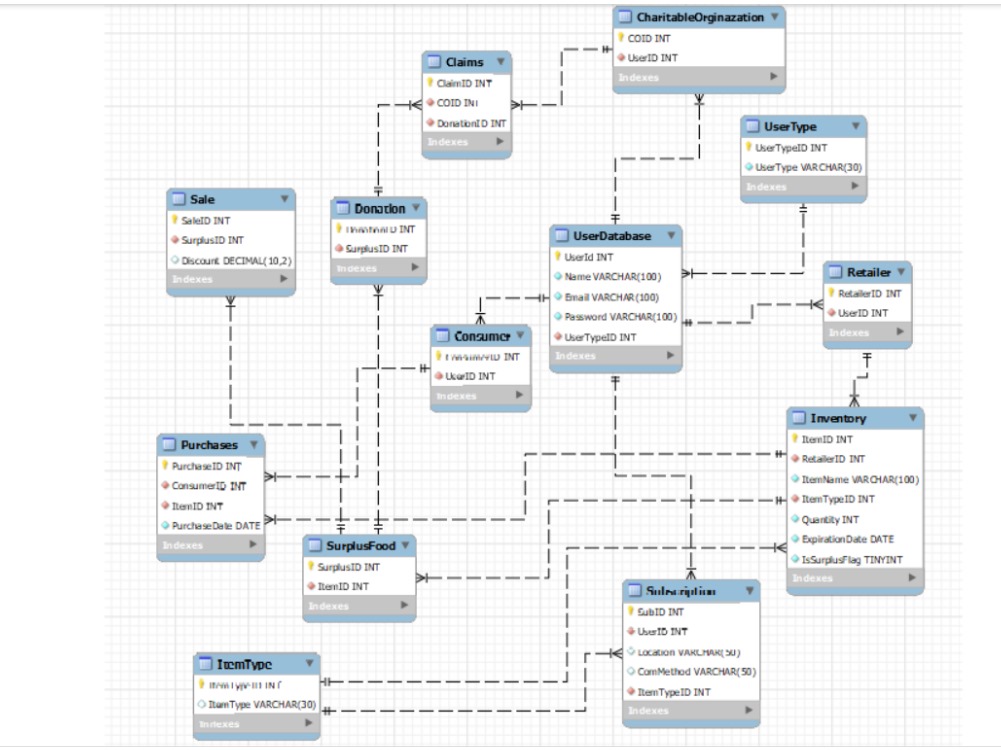 CharitableOrginazation
COID INT
UserID INT
Indexes
Claims
ClaimID INT
COID INT
DonationID INT
Indexes
UserType
UserTypeID INT
UserType VARCHAR(30)
Indexes
Sale
SaleID INT
SurplusID INT
Discount DECIMAL(10,2)
Indexes
Donation
DonationID INT
SurplusID INT
Indexes
UserDatabase
UserId INT
Name VARCHAR(100)
Email VARCHAR(100)
Password VARCHAR(100)
UserTypeID INT
Indexes
Retailer
RetailerID INT
UserID INT
Indexes
Consumer
ConsumerID INT
UserID INT
Indexes
Inventory
ItemID INT
RetailerID INT
ItemName VARCHAR(100)
ItemTypeID INT
Quantity INT
ExpirationDate DATE
IsSurplusFlag TINYINT
Indexes
Purchases
PurchaseID INT
ConsumerID INT
ItemID INT
PurchaseDate DATE
Indexes
SurplusFood
SurplusID INT
ItemID INT
Indexes
Subscription
SubID INT
UserID INT
Location VARCHAR(50)
ComMethod VARCHAR(50)
ItemTypeID INT
Indexes
ItemType
ItemTypeID INT
ItemType VARCHAR(30)
Indexes